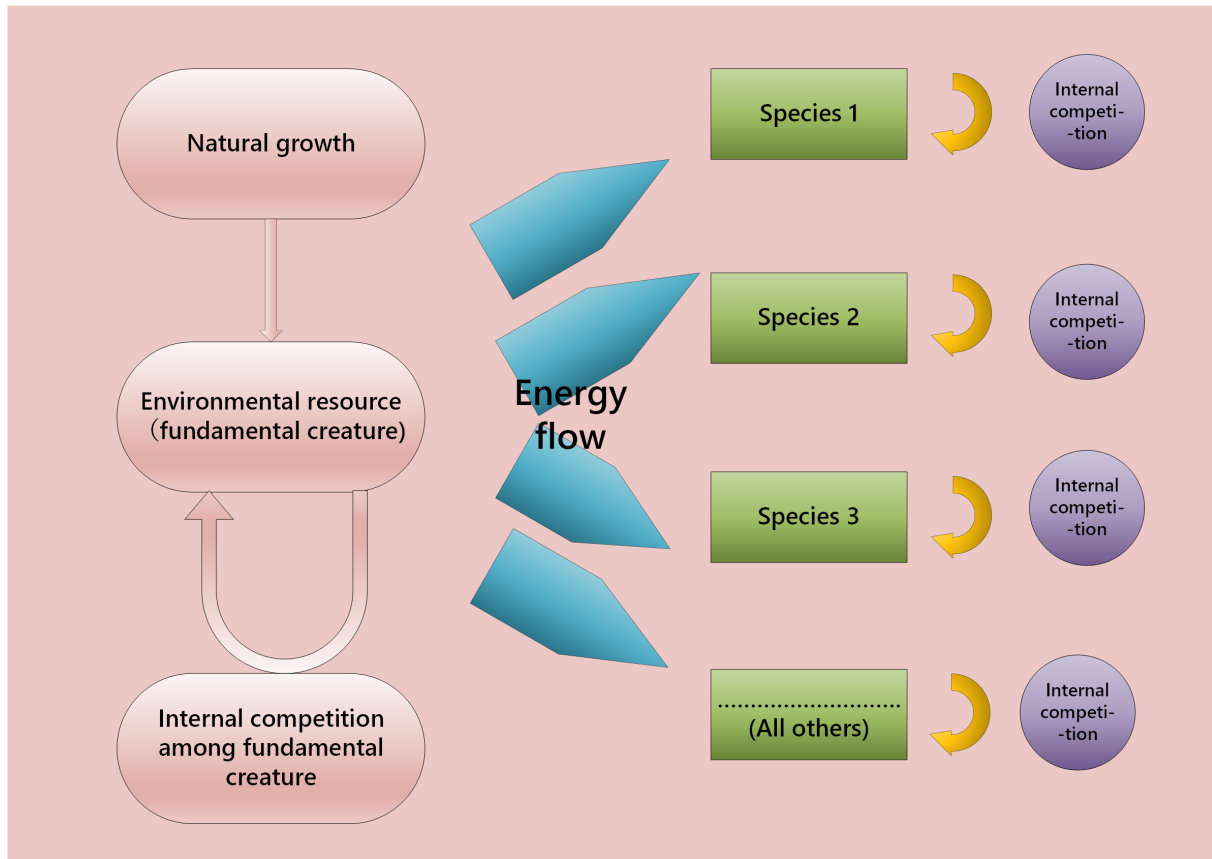 Natural growth
Environmental resource
（fundamental creature)
Internal competition
among fundamental
creature
Energy
flow
Species 1
Internal
competi-
-tion
Species 2
Internal
competi-
-tion
Species 3
Internal
competi-
-tion
..............................
(All others)
Internal
competi-
-tion